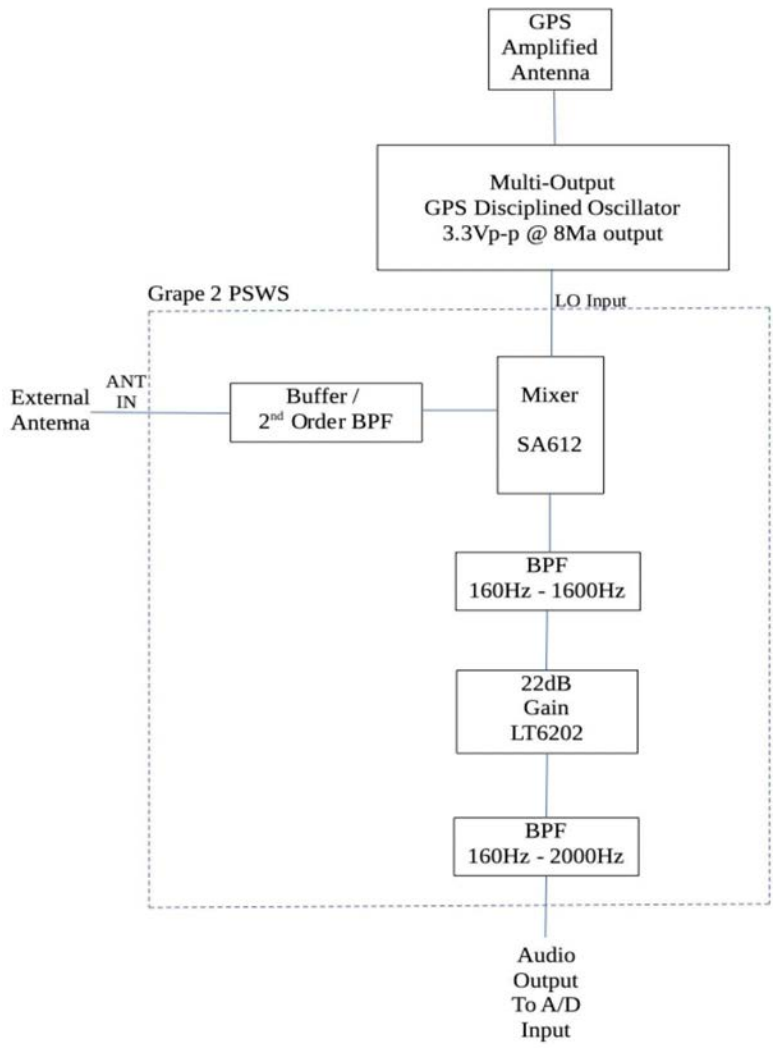 GPS
Amplified
Antenna
Multi-Output
GPS Disciplined Oscillator
3.3Vp-p @ 8Ma output
Grape 2 PSWS
LO Input
External
Antenna
ANT
IN
Buffer /
2nd Order BPF
Mixer
SA612
BPF
160Hz - 1600Hz
22dB
Gain
LT6202
BPF
160Hz - 2000Hz
Audio
Output
To A/D
Input